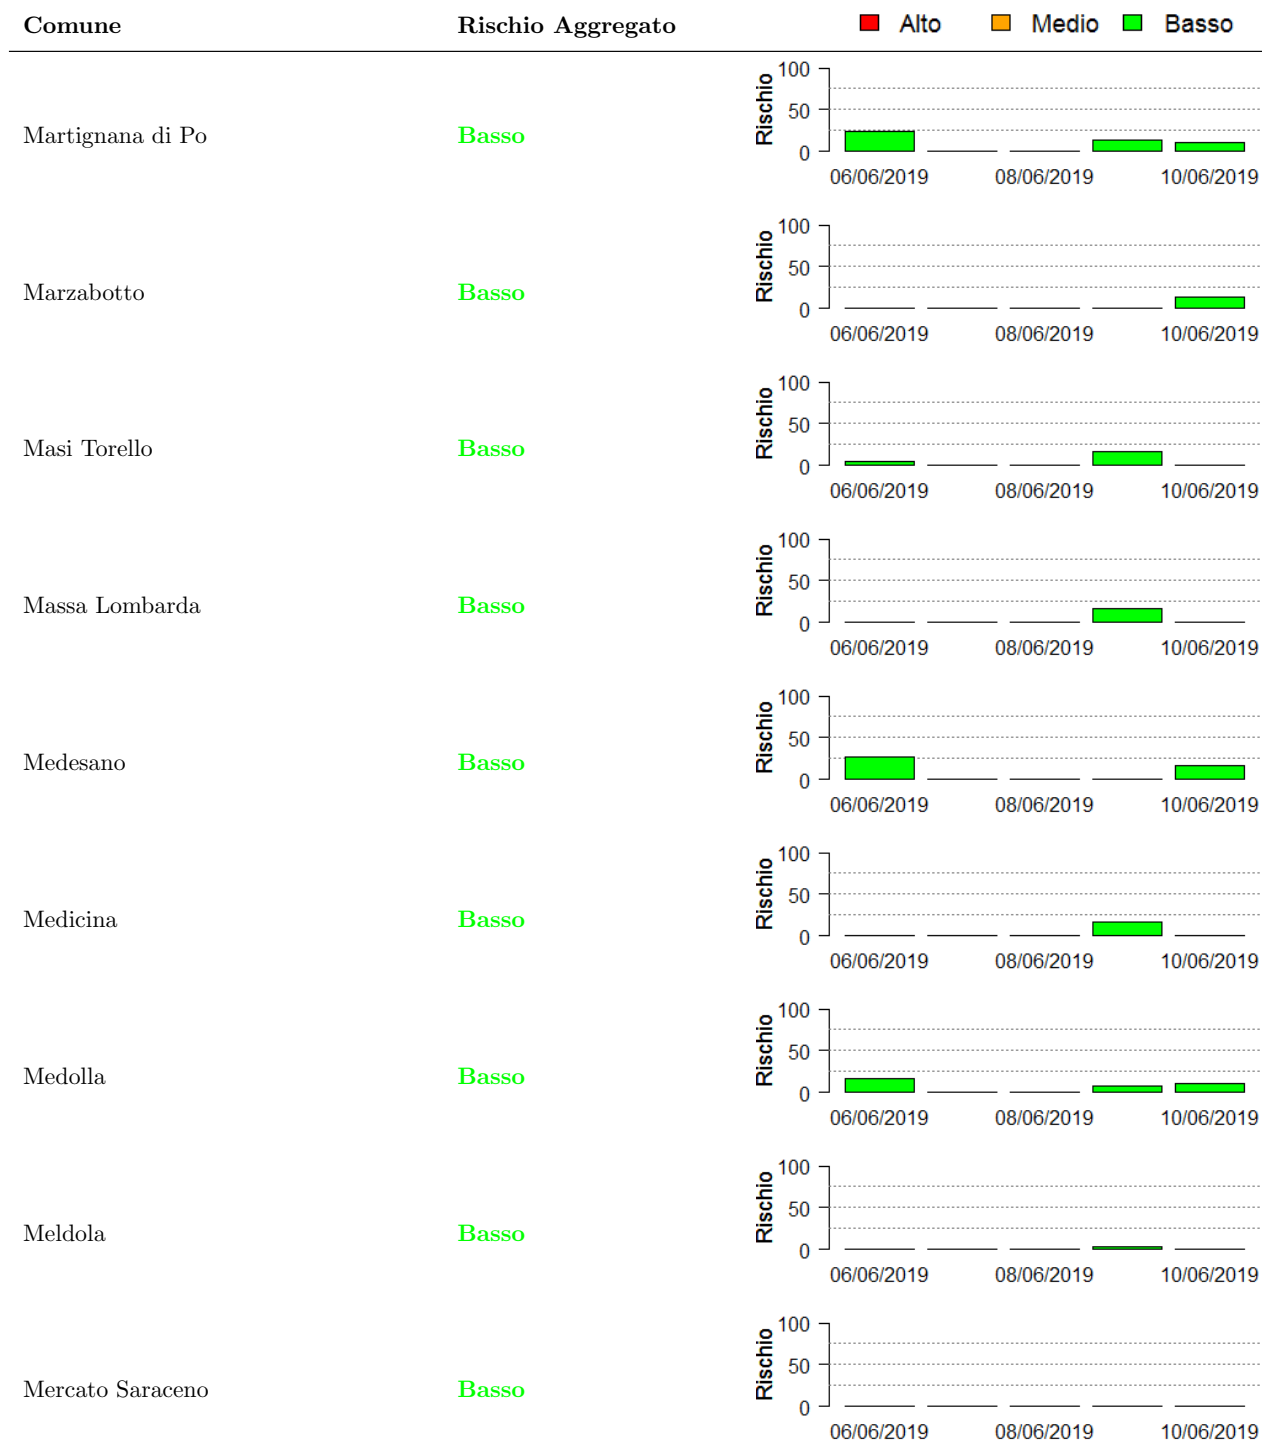 Comune Rischio Aggregato Alto Medio Basso
Martignana di Po Basso
Rischio
100
50
0
06/06/2019 08/06/2019 10/06/2019
Marzabotto Basso
Rischio
100
50
0
06/06/2019 08/06/2019 10/06/2019
Masi Torello Basso
Rischio
100
50
0
06/06/2019 08/06/2019 10/06/2019
Massa Lombarda Basso
Rischio
100
50
0
06/06/2019 08/06/2019 10/06/2019
Medesano Basso
Rischio
100
50
0
06/06/2019 08/06/2019 10/06/2019
Medicina Basso
Rischio
100
50
0
06/06/2019 08/06/2019 10/06/2019
Medolla Basso
Rischio
100
50
0
06/06/2019 08/06/2019 10/06/2019
Meldola Basso
Rischio
100
50
0
06/06/2019 08/06/2019 10/06/2019
Mercato Saraceno Basso
Rischio
100
50
0
06/06/2019 08/06/2019 10/06/2019